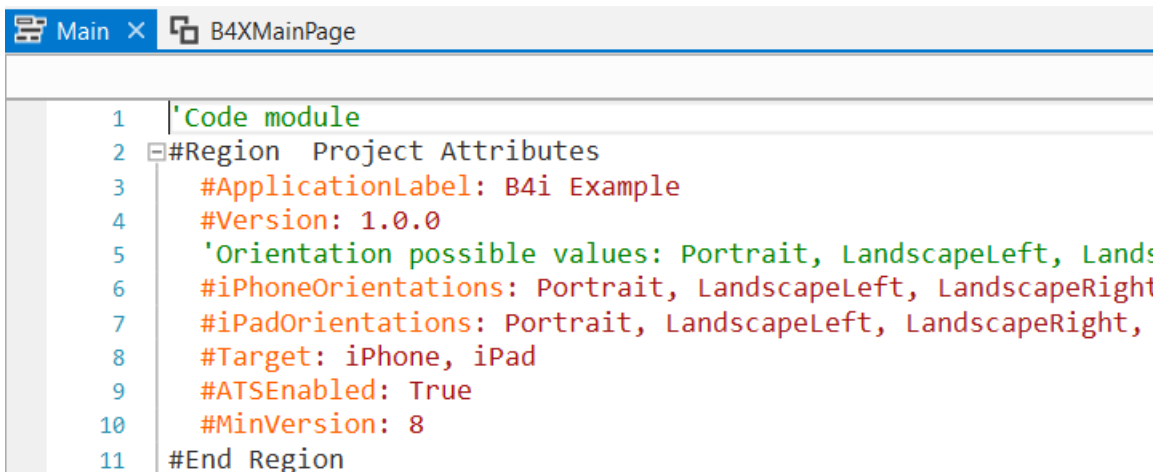 Main × B4XMainPage
1 'Code module
2 #Region  Project Attributes
3 #ApplicationLabel: B4i Example
4 #Version: 1.0.0
5 'Orientation possible values: Portrait, LandscapeLeft,
6 #iPhoneOrientations: Portrait, LandscapeLeft, LandscapeRight
7 #iPadOrientations: Portrait, LandscapeLeft, LandscapeRight,
8 #Target: iPhone, iPad
9 #ATSEnabled: True
10 #MinVersion: 8
11 #End Region